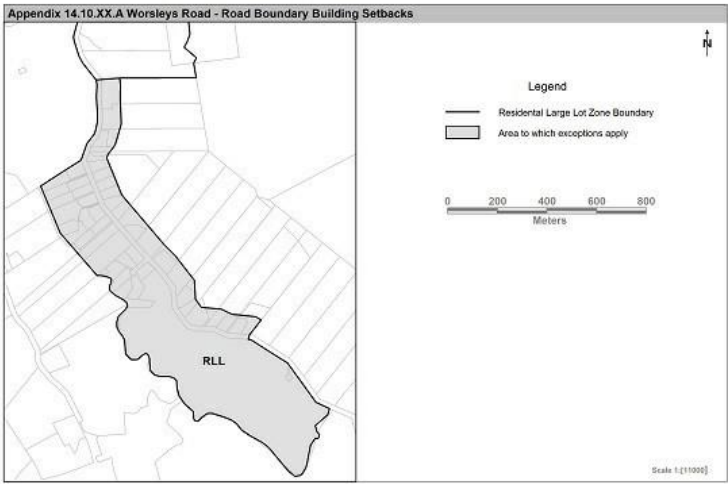 Appendix 14.10.XX.A Worsleys Road - Road Boundary Building Setbacks
N
Legend
Residental Large Lot Zone Boundary
Area to which exceptions apply
0 200 400 600 800
Meters
RLL
Scale 1:[11000]